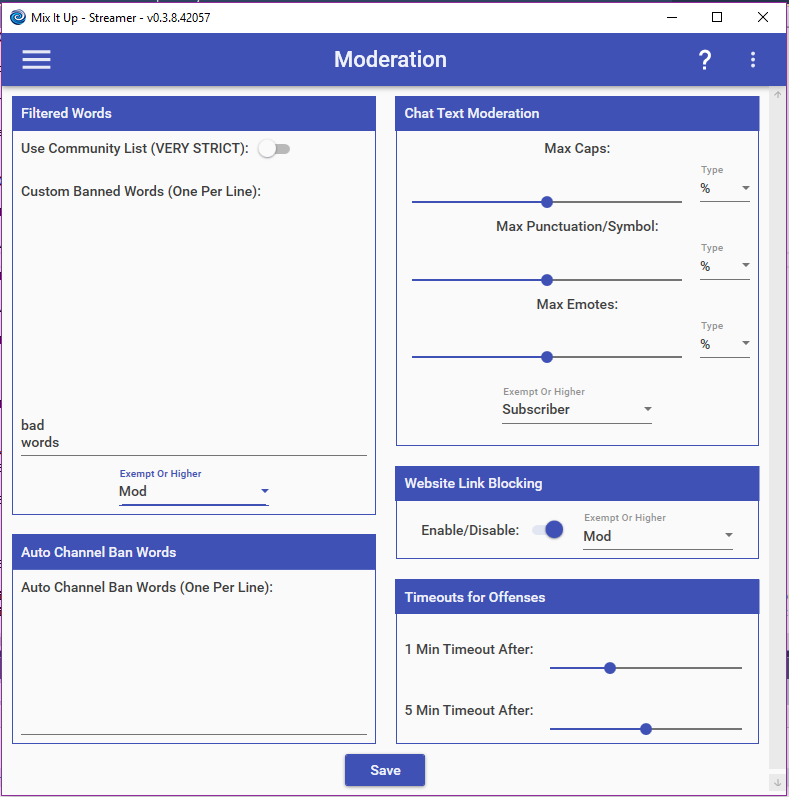 Mix It Up - Streamer - v0.3.8.42057
Moderation
?
Filtered Words
Use Community List (VERY STRICT):
Custom Banned Words (One Per Line):
bad
words
Exempt Or Higher
Mod
Auto Channel Ban Words
Auto Channel Ban Words (One Per Line):
Chat Text Moderation
Max Caps:
Type
%
Max Punctuation/Symbol:
Type
%
Max Emotes:
Type
%
Exempt Or Higher
Subscriber
Website Link Blocking
Enable/Disable:
Exempt Or Higher
Mod
Timeouts for Offenses
1 Min Timeout After:
5 Min Timeout After:
Save